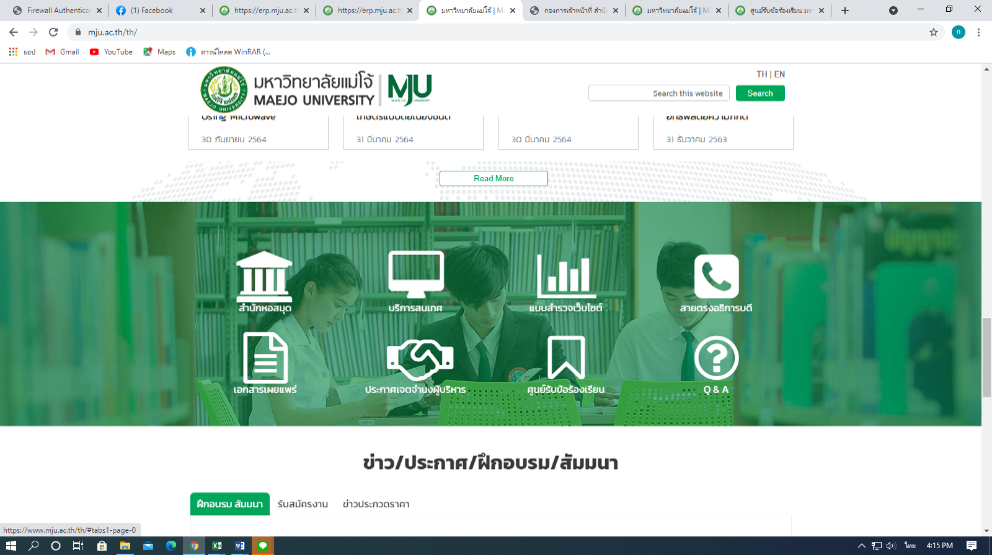 Firewall Authentica
(1) Facebook
https://erp.mju.ac.t
https://erp.mju.ac.t
มหาวิทยาลัยแม่โจ้ | M
กองการเจ้าหน้าที่ สำนั
มหาวิทยาลัยแม่โจ้ | M
ศูนย์รับข้อร้องเรียน มห
mju.ac.th/th/
n
แอป
Gmail
YouTube
Maps
ดาวน์โหลด WinRAR (...
มหาวิทยาลัยแม่โจ้
MAEJO UNIVERSITY
MJU
MAEJO UNIVERSITY
TH | EN
Search this website
Search
Using Microwave
30 กันยายน 2564
31 มีนาคม 2564
30 มีนาคม 2564
31 ธันวาคม 2563
Read More
สำนักหอสมุด
บริการสนเทศ
แบบสำรวจเว็บไซต์
สายตรงอธิการบดี
เอกสารเผยแพร่
ประกาศเจตจำนงผู้บริหาร
ศูนย์รับข้อร้องเรียน
Q & A
ข่าว/ประกาศ/ฝึกอบรม/สัมมนา
ฝึกอบรม สัมมนา
รับสมัครงาน
ข่าวประกวดราคา
https://www.mju.ac.th/th/#tabs1-page-0
ไทย
4:15 PM